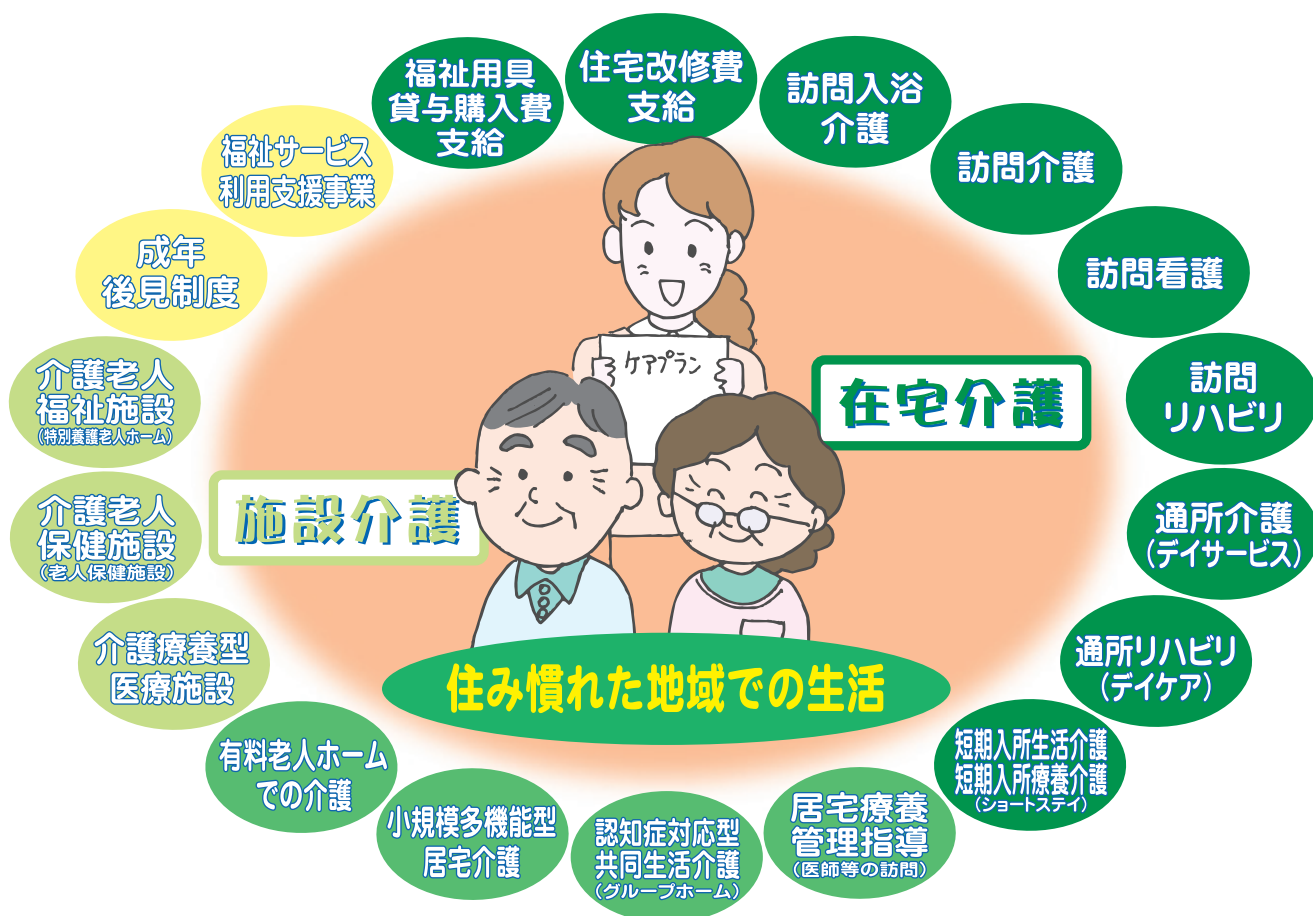 福祉用具
貸与購入費
支給
住宅改修費
支給
訪問入浴
介護
訪問介護
訪問看護
訪問
リハビリ
通所介護
(デイサービス)
通所リハビリ
(デイケア)
短期入所生活介護
短期入所療養介護
(ショートステイ)
居宅療養
管理指導
(医師等の訪問)
認知症対応型
共同生活介護
(グループホーム)
小規模多機能型
居宅介護
有料老人ホーム
での介護
介護療養型
医療施設
介護老人
保健施設
(老人保健施設)
介護老人
福祉施設
(特別養護老人ホーム)
成年
後見制度
福祉サービス
利用支援事業
ケアプラン
在宅介護
施設介護
住み慣れた地域での生活